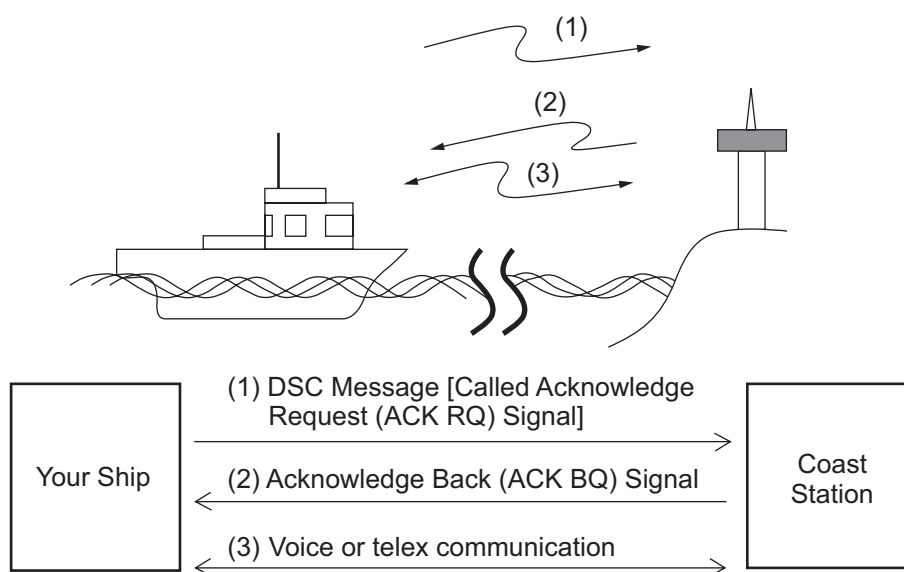 (1)
(2)
(3)
(1) DSC Message [Called Acknowledge
Request (ACK RQ) Signal]
Your Ship
(2) Acknowledge Back (ACK BQ) Signal
Coast
Station
(3) Voice or telex communication